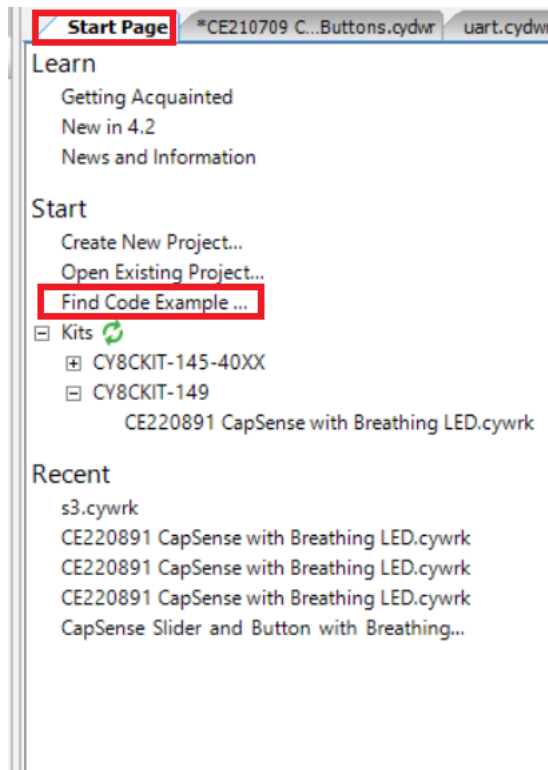 Start Page *CE210709 C...Buttons.cydwr uart.cydwr
Learn
Getting Acquainted
New in 4.2
News and Information
Start
Create New Project...
Open Existing Project...
Find Code Example ...
Kits
CY8CKIT-145-40XX
CY8CKIT-149
CE220891 CapSense with Breathing LED.cywrk
Recent
s3.cywrk
CE220891 CapSense with Breathing LED.cywrk
CE220891 CapSense with Breathing LED.cywrk
CE220891 CapSense with Breathing LED.cywrk
CapSense Slider and Button with Breathing...